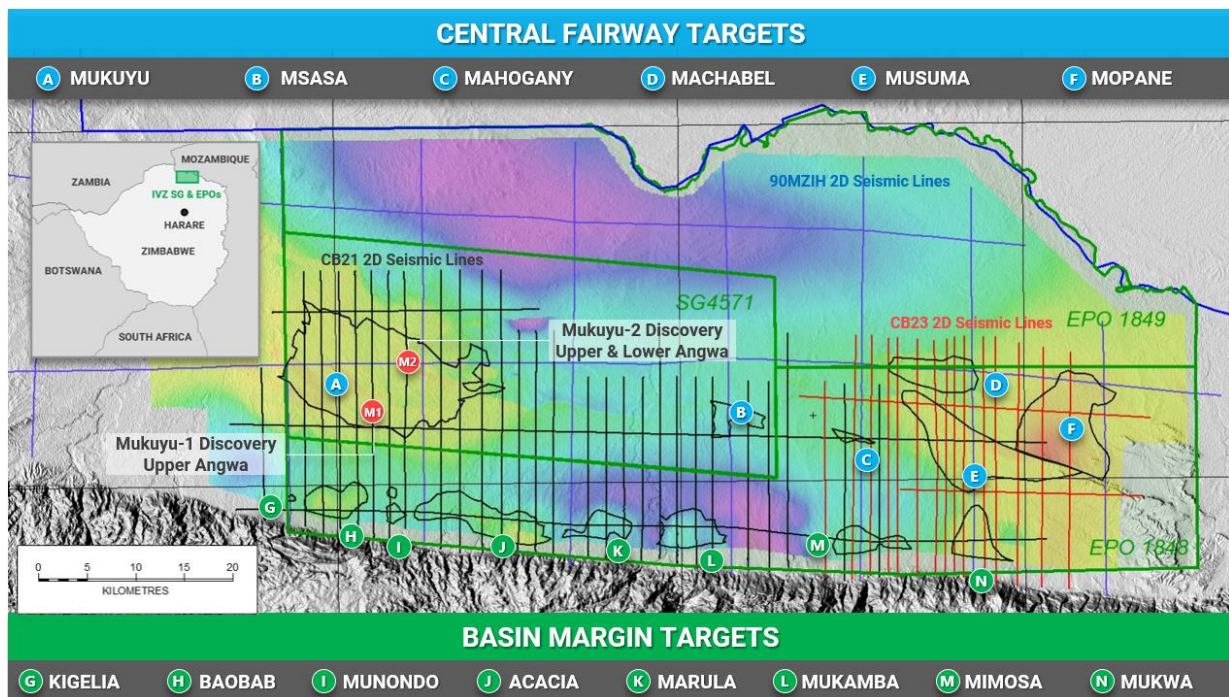 CENTRAL FAIRWAY TARGETS
A MUKUYU
B MSASA
C MAHOGANY
D MACHABEL
E MUSUMA
F MOPANE
MOZAMBIQUE
ZAMBIA
IVZ SG & EPOs
HARARE
ZIMBABWE
BOTSWANA
SOUTH AFRICA
90MZIH 2D Seismic Lines
CB21 2D Seismic Lines
SG4571
CB23 2D Seismic Lines
EPO 1849
Mukuyu-2 Discovery
Upper & Lower Angwa
M2
A
M1
B
D
F
C
E
Mukuyu-1 Discovery
Upper Angwa
G
H
I
J
K
L
M
N
EPO 1848
0 10 20
KILOMETRES
BASIN MARGIN TARGETS
G KIGELIA
H BAOBAB
I MUNONDO
J ACACIA
K MARULA
L MUKAMBA
M MIMOSA
N MUKWA